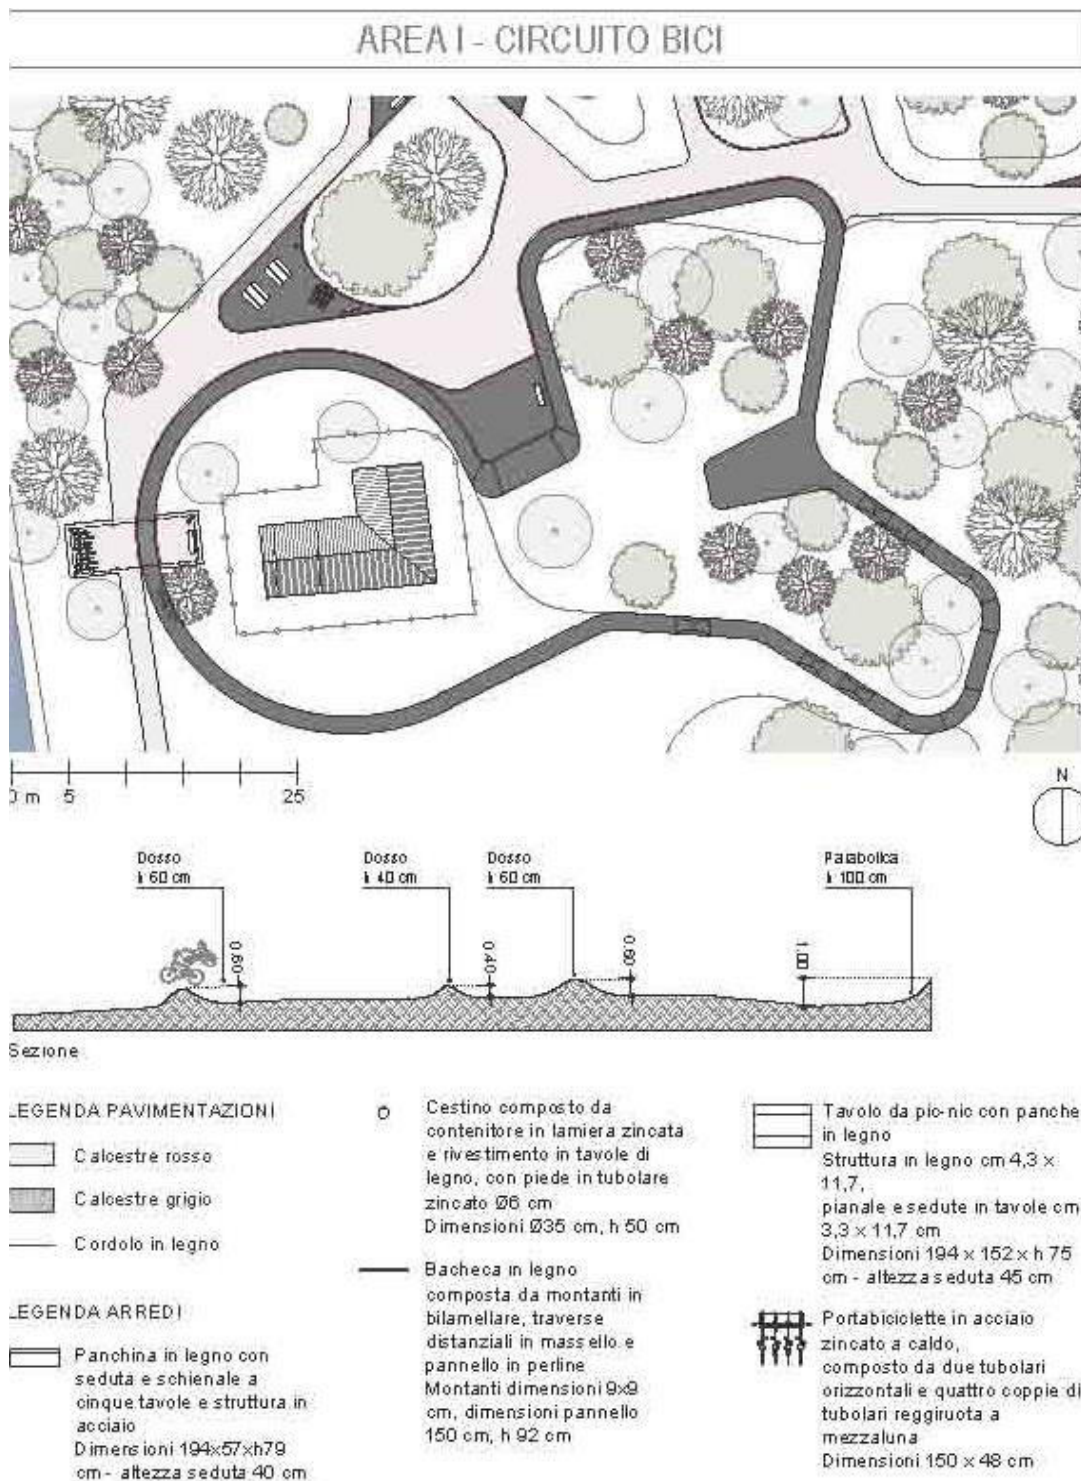 AREA I - CIRCUITO BICI
0 m 5 25
N
Dosso
h 60 cm
Dosso
h 40 cm
Dosso
h 60 cm
Parabolica
h 100 cm
0,60
0,40
0,60
1,00
Sezione
LEGENDA PAVIMENTAZIONI
Calcestre rosso
Calcestre grigio
Cordolo in legno
LEGENDA ARREDI
Panchina in legno con
seduta e schienale a
cinque tavole e struttura in
acciaio
Dimensioni 194x57xh79
cm - altezza seduta 40 cm
Cestino composto da
contenitore in lamiera zincata
e rivestimento in tavole di
legno, con piede in tubolare
zincato Ø6 cm
Dimensioni Ø35 cm, h 50 cm
Bacheca in legno
composta da montanti in
bilamellare, traverse
distanziali in massello e
pannello in perline
Montanti dimensioni 9x9
cm, dimensioni pannello
150 cm, h 92 cm
Tavolo da pic-nic con panche
in legno
Struttura in legno cm 4,3 x
11,7,
pianale e sedute in tavole cm
3,3 x 11,7 cm
Dimensioni 194 x 152 x h 75
cm - altezza seduta 45 cm
Portabiciclette in acciaio
zincato a caldo,
composto da due tubolari
orizzontali e quattro coppie di
tubolari reggiruota a
mezzaluna
Dimensioni 150 x 48 cm